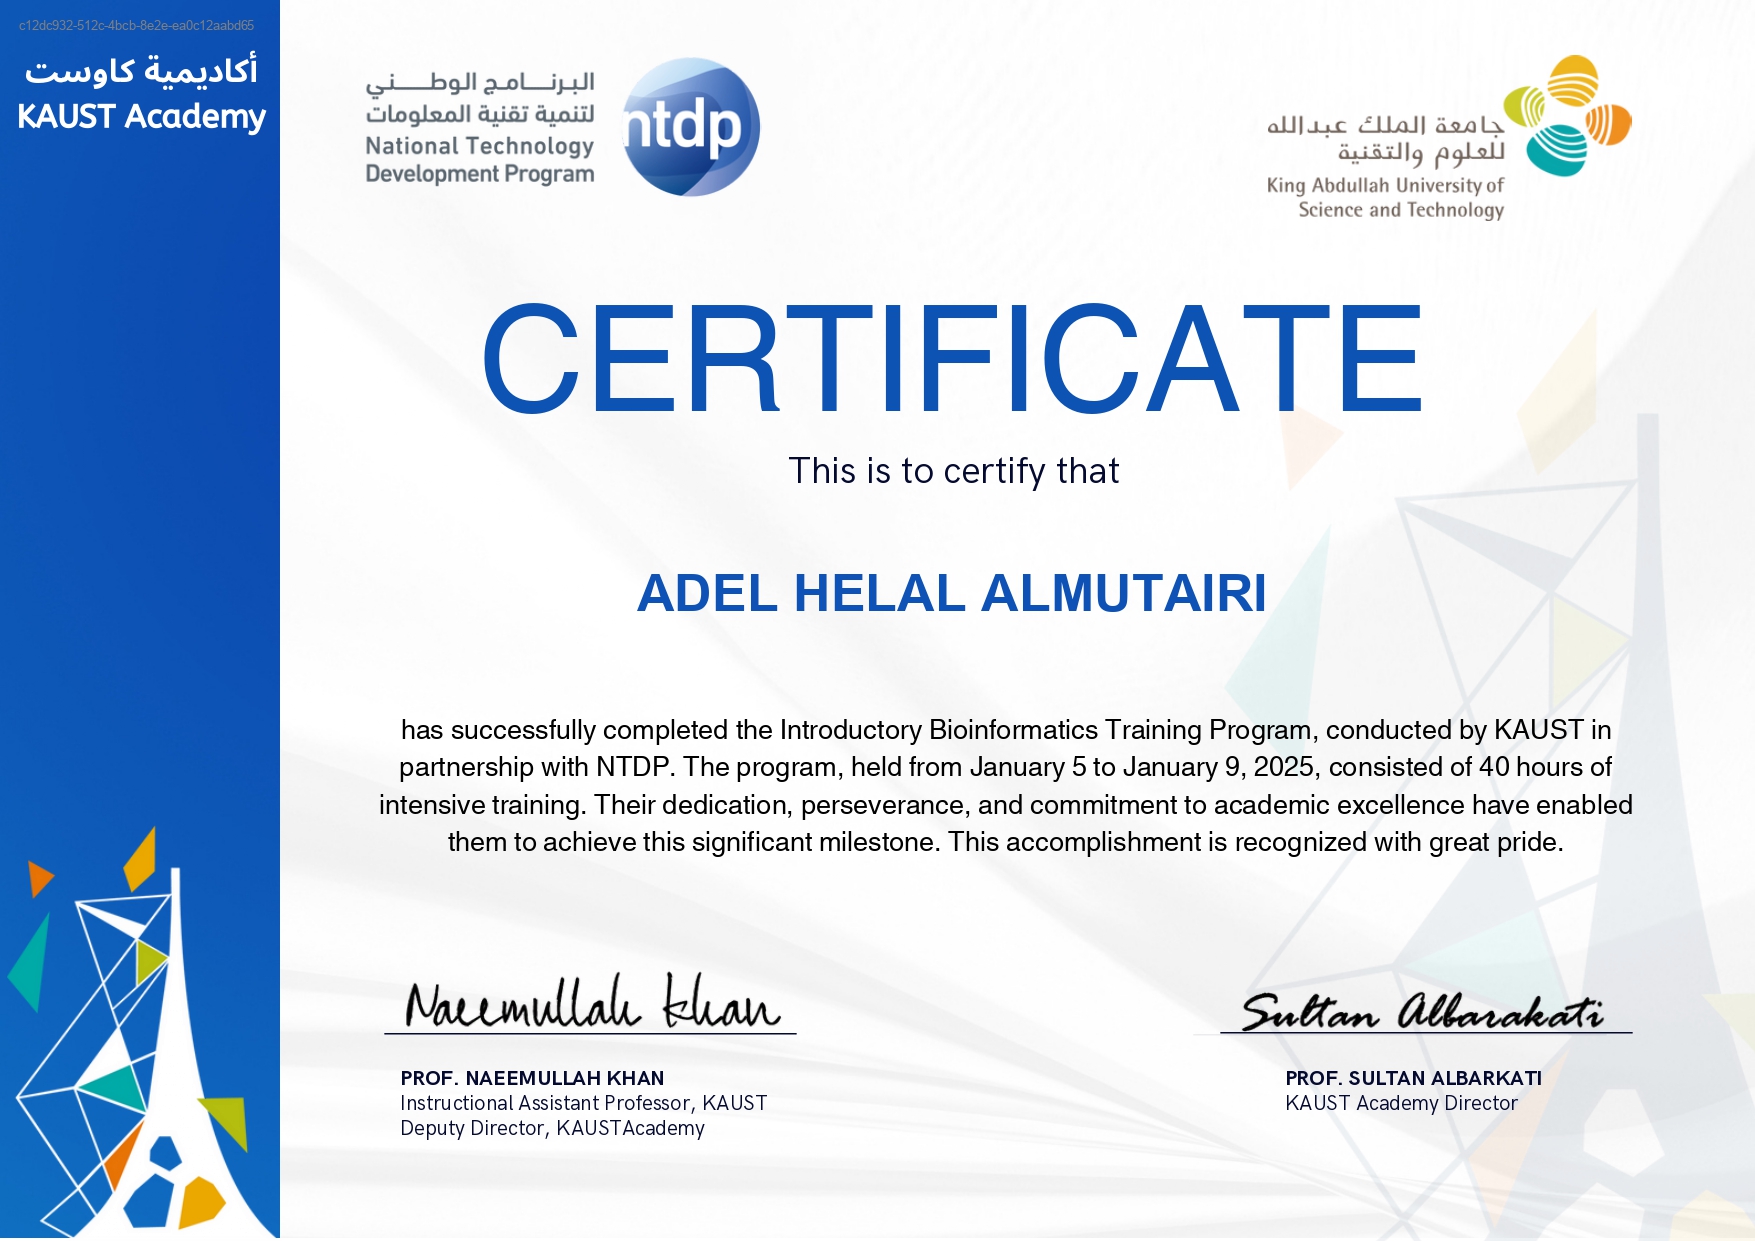 c12dc932-512c-4bcb-8e2e-ea0c12aabd65
أكاديمية كاوست
KAUST Academy
البرنامج الوطني
لتنمية تقنية المعلومات
National Technology
Development Program
ntdp
جامعة الملك عبدالله
للعلوم والتقنية
King Abdullah University of
Science and Technology
CERTIFICATE
This is to certify that
ADEL HELAL ALMUTAIRI
has successfully completed the Introductory Bioinformatics Training Program, conducted by KAUST in
partnership with NTDP. The program, held from January 5 to January 9, 2025, consisted of 40 hours of
intensive training. Their dedication, perseverance, and commitment to academic excellence have enabled
them to achieve this significant milestone. This accomplishment is recognized with great pride.
Naeemullah Khan
PROF. NAEEMULLAH KHAN
Instructional Assistant Professor, KAUST
Deputy Director, KAUSTAcademy
Sultan Albarakati
PROF. SULTAN ALBARKATI
KAUST Academy Director